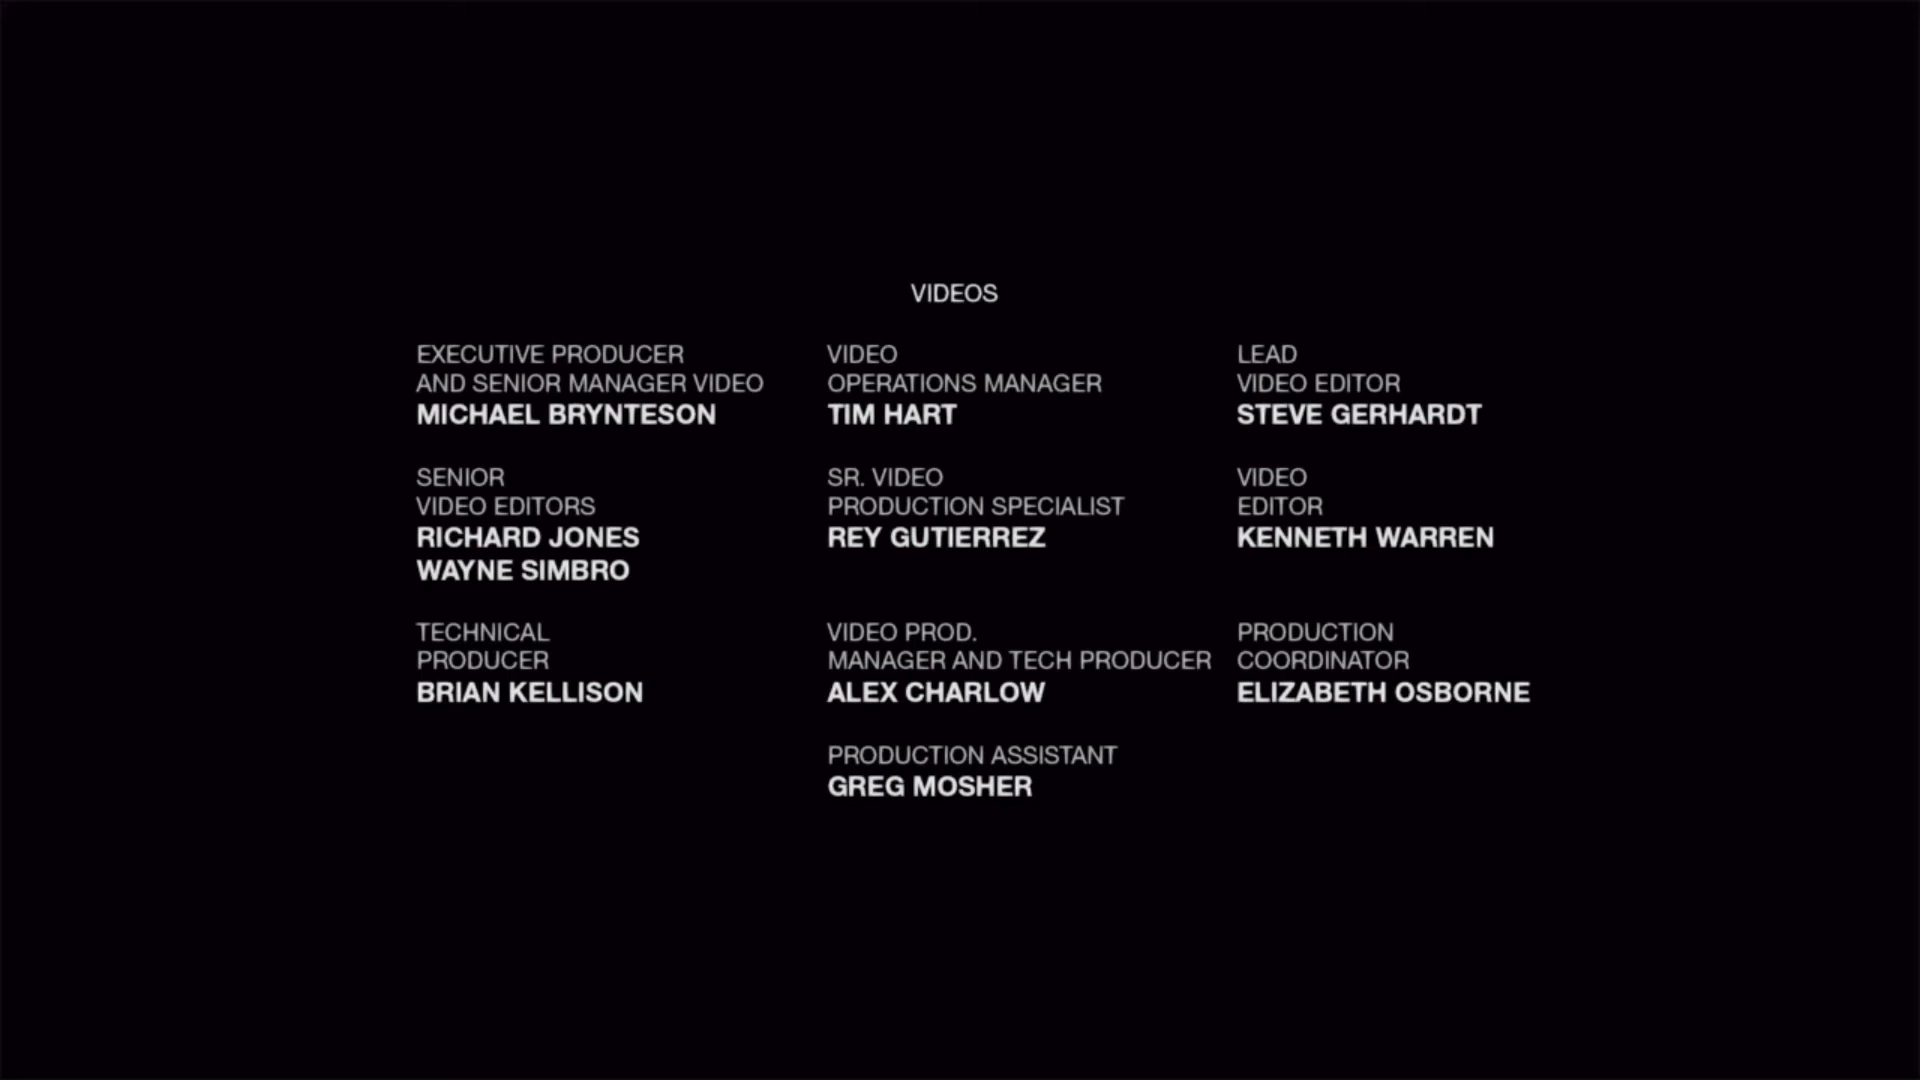 VIDEOS
EXECUTIVE PRODUCER
AND SENIOR MANAGER VIDEO
MICHAEL BRYNTESON
VIDEO
OPERATIONS MANAGER
TIM HART
LEAD
VIDEO EDITOR
STEVE GERHARDT
SENIOR
VIDEO EDITORS
RICHARD JONES
WAYNE SIMBRO
SR. VIDEO
PRODUCTION SPECIALIST
REY GUTIERREZ
VIDEO
EDITOR
KENNETH WARREN
TECHNICAL
PRODUCER
BRIAN KELLISON
VIDEO PROD.
MANAGER AND TECH PRODUCER
ALEX CHARLOW
PRODUCTION
COORDINATOR
ELIZABETH OSBORNE
PRODUCTION ASSISTANT
GREG MOSHER